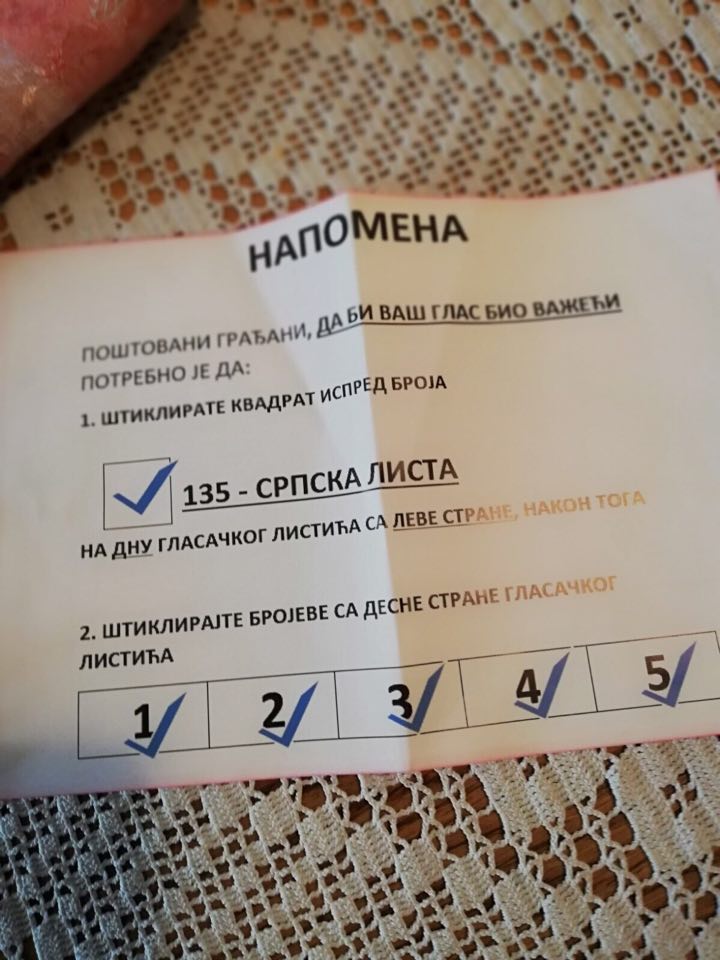 НАПОМЕНА
ПОШТОВАНИ ГРАЂАНИ, ДА БИ ВАШ ГЛАС БИО ВАЖЕЋИ
ПОТРЕБНО ЈЕ ДА:
1. ШТИКЛИРАТЕ КВАДРАТ ИСПРЕД БРОЈА
135 - СРПСКА ЛИСТА
НА ДНУ ГЛАСАЧКОГ ЛИСТИЋА СА ЛЕВЕ СТРАНЕ, НАКОН ТОГА
2. ШТИКЛИРАЈТЕ БРОЈЕВЕ СА ДЕСНЕ СТРАНЕ ГЛАСАЧКОГ
ЛИСТИЋА
1 2 3 4 5